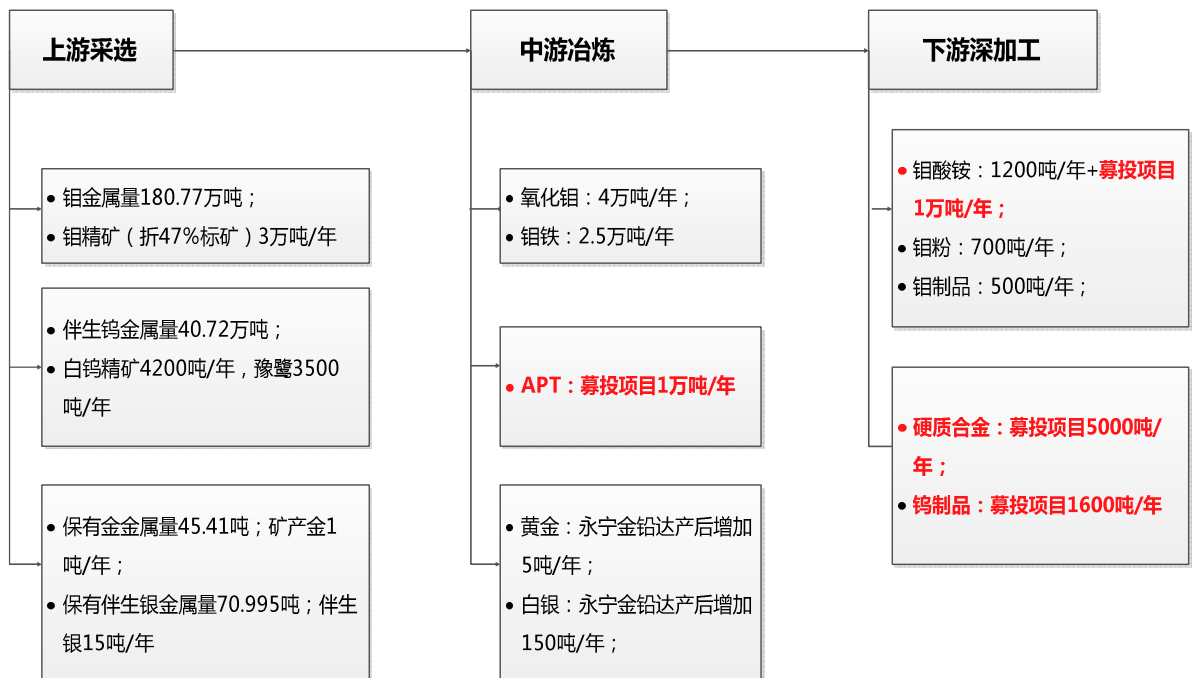 上游采选
中游冶炼
下游深加工
钼金属量180.77万吨；
钼精矿（折47%标矿）3万吨/年
伴生钨金属量40.72万吨；
白钨精矿4200吨/年，豫鹭3500
吨/年
保有金金属量45.41吨；矿产金1
吨/年；
保有伴生银金属量70.995吨；伴生
银15吨/年
氧化钼：4万吨/年；
钼铁：2.5万吨/年
APT：募投项目1万吨/年
黄金：永宁金铅达产后增加
5吨/年；
白银：永宁金铅达产后增加
150吨/年；
钼酸铵：1200吨/年+募投项目
1万吨/年；
钼粉：700吨/年；
钼制品：500吨/年；
硬质合金：募投项目5000吨/
年；
钨制品：募投项目1600吨/年